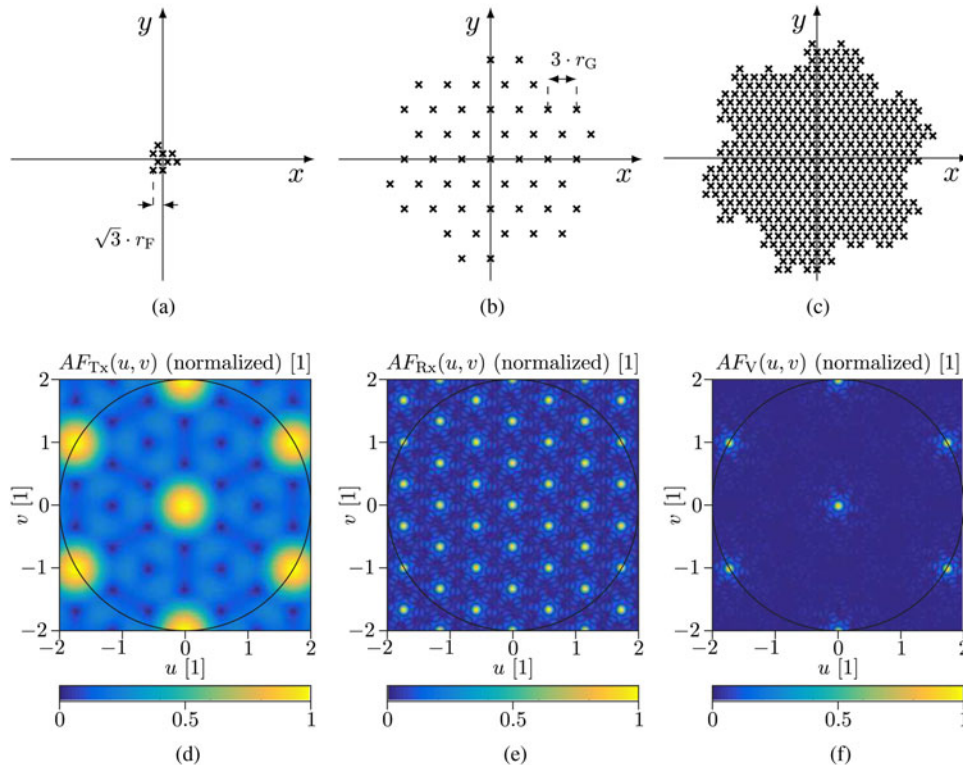 y
x
√3 · r_F
(a)
y
x
3 · r_G
(b)
y
x
(c)
AF_Tx(u, v) (normalized) [1]
2
1
0
−1
−2
v [1]
−2 −1 0 1 2
u [1]
0 0.5 1
(d)
AF_Rx(u, v) (normalized) [1]
2
1
0
−1
−2
v [1]
−2 −1 0 1 2
u [1]
0 0.5 1
(e)
AF_V(u, v) (normalized) [1]
2
1
0
−1
−2
v [1]
−2 −1 0 1 2
u [1]
0 0.5 1
(f)